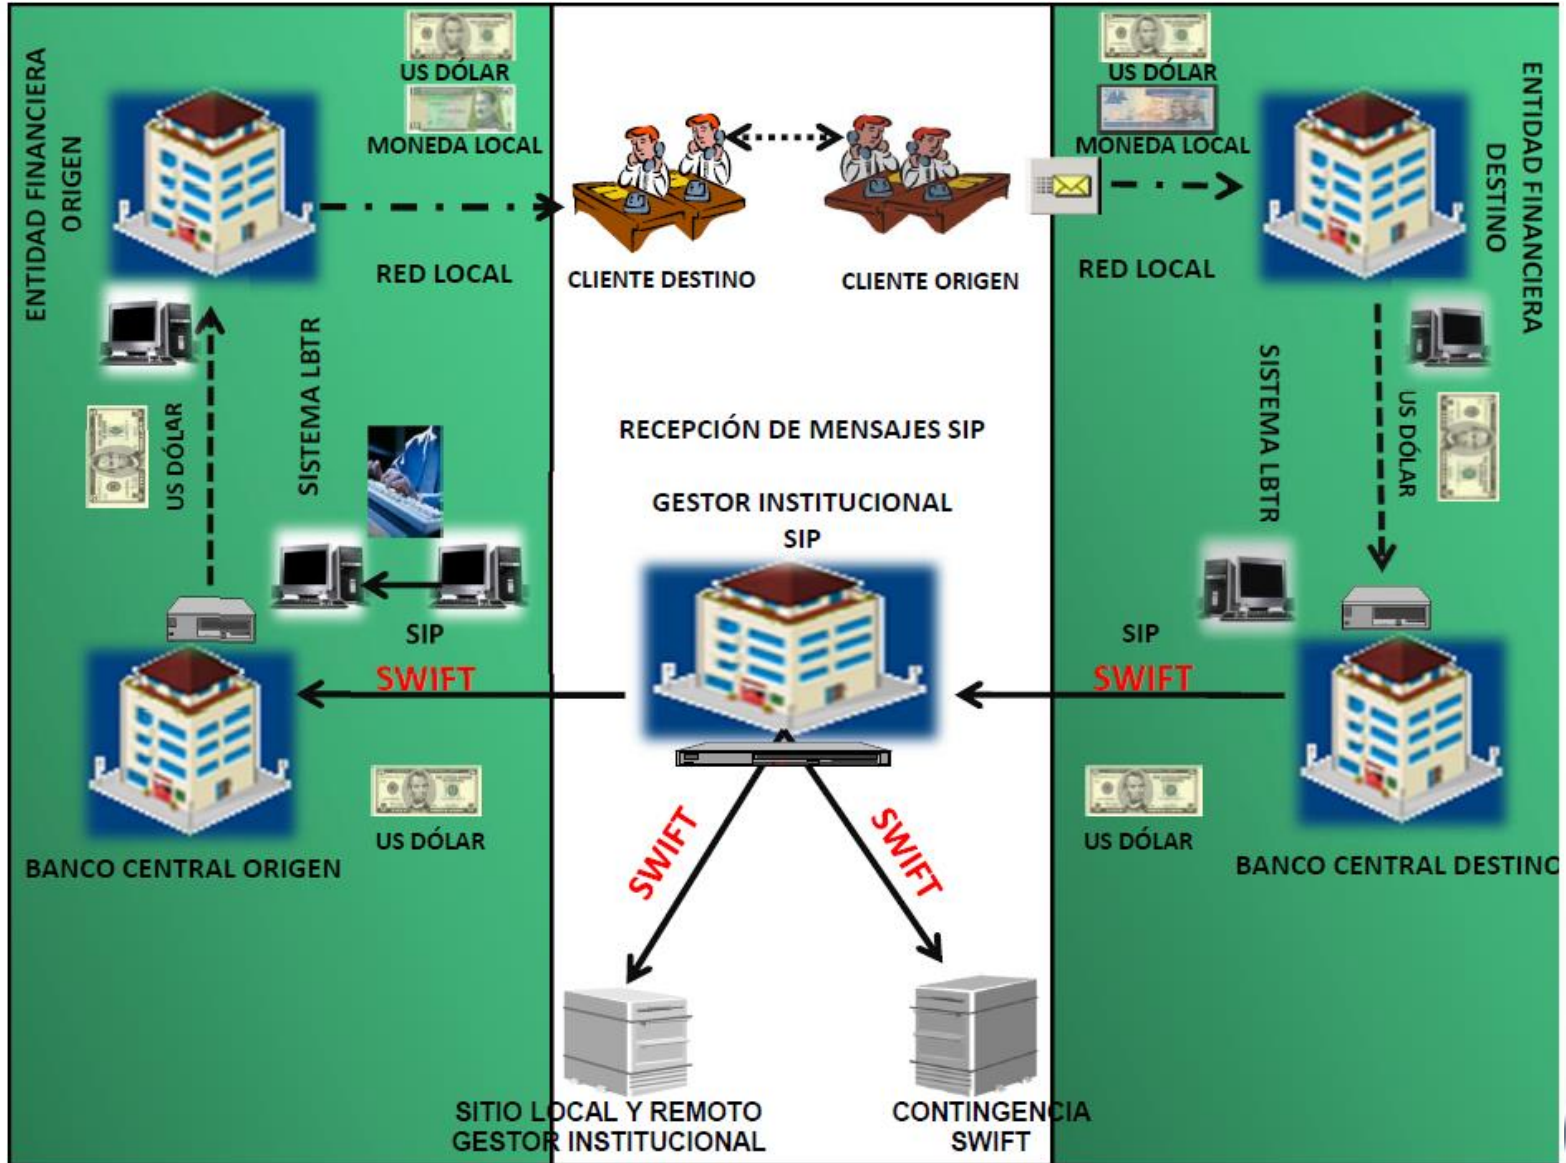 US DÓLAR
MONEDA LOCAL
ENTIDAD FINANCIERA
ORIGEN
RED LOCAL
CLIENTE DESTINO
CLIENTE ORIGEN
US DÓLAR
MONEDA LOCAL
RED LOCAL
ENTIDAD FINANCIERA
DESTINO
SISTEMA LBTR
US DÓLAR
SIP
SWIFT
US DÓLAR
BANCO CENTRAL ORIGEN
RECEPCIÓN DE MENSAJES SIP
GESTOR INSTITUCIONAL
SIP
SWIFT
SWIFT
SITIO LOCAL Y REMOTO
GESTOR INSTITUCIONAL
CONTINGENCIA
SWIFT
SISTEMA LBTR
US DÓLAR
SIP
SWIFT
US DÓLAR
BANCO CENTRAL DESTINO